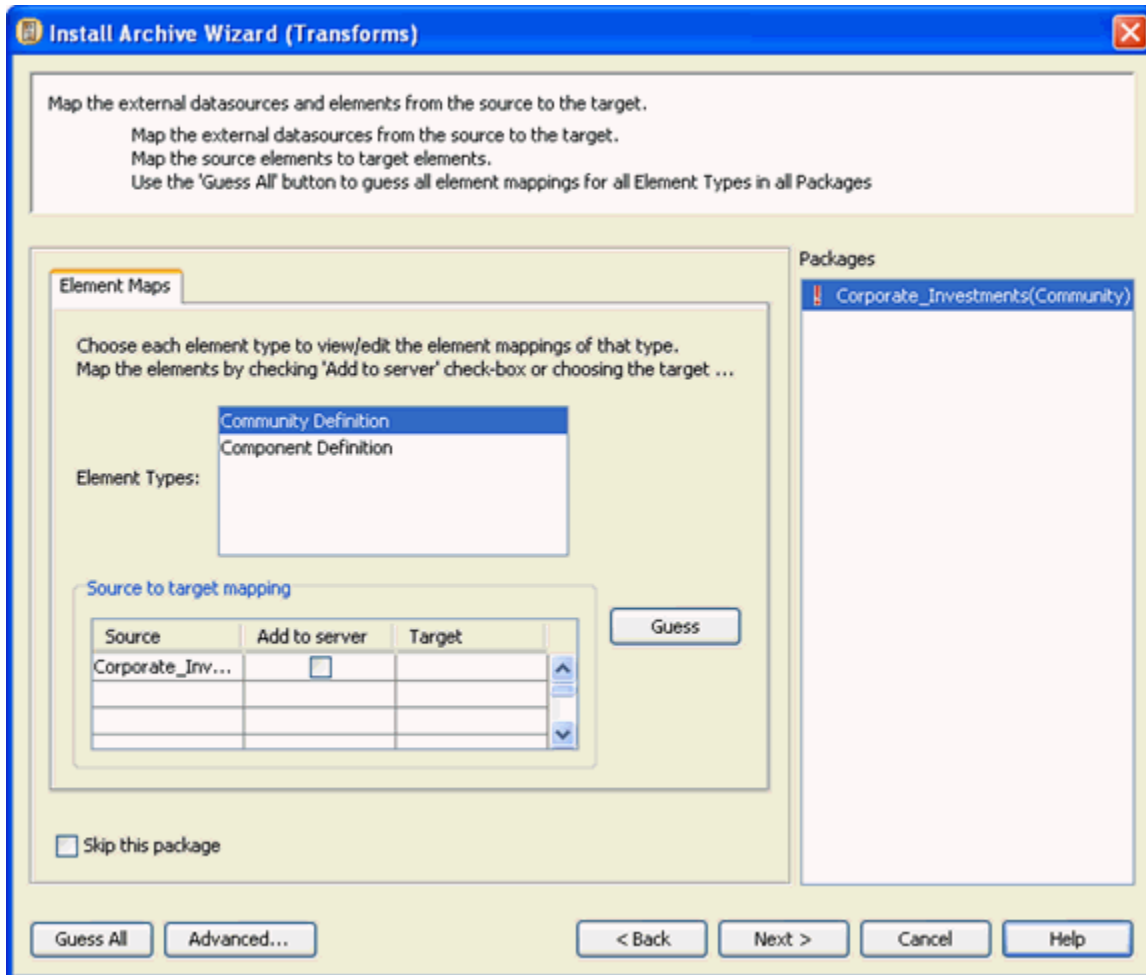 Install Archive Wizard (Transforms)
Map the external datasources and elements from the source to the target.
Map the external datasources from the source to the target.
Map the source elements to target elements.
Use the 'Guess All' button to guess all element mappings for all Element Types in all Packages
Element Maps
Choose each element type to view/edit the element mappings of that type.
Map the elements by checking 'Add to server' check-box or choosing the target ...
Element Types:
Community Definition
Component Definition
Source to target mapping
Source Add to server Target
Corporate_Inv...
Guess
Skip this package
Packages
Corporate_Investments(Community)
Guess All Advanced... < Back Next > Cancel Help